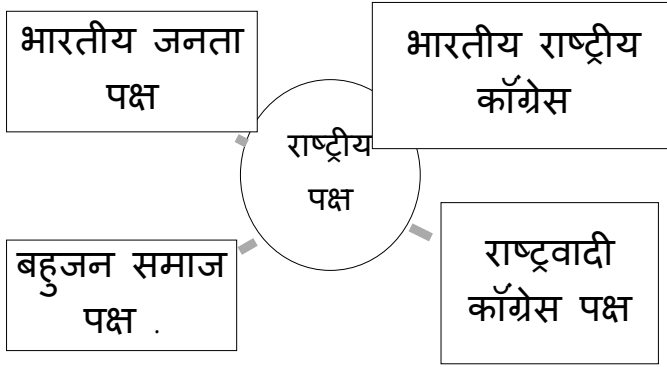 भारतीय जनता
पक्ष
भारतीय राष्ट्रीय
कॉग्रेस
राष्ट्रीय
पक्ष
बहुजन समाज
पक्ष .
राष्ट्रवादी
कॉग्रेस पक्ष